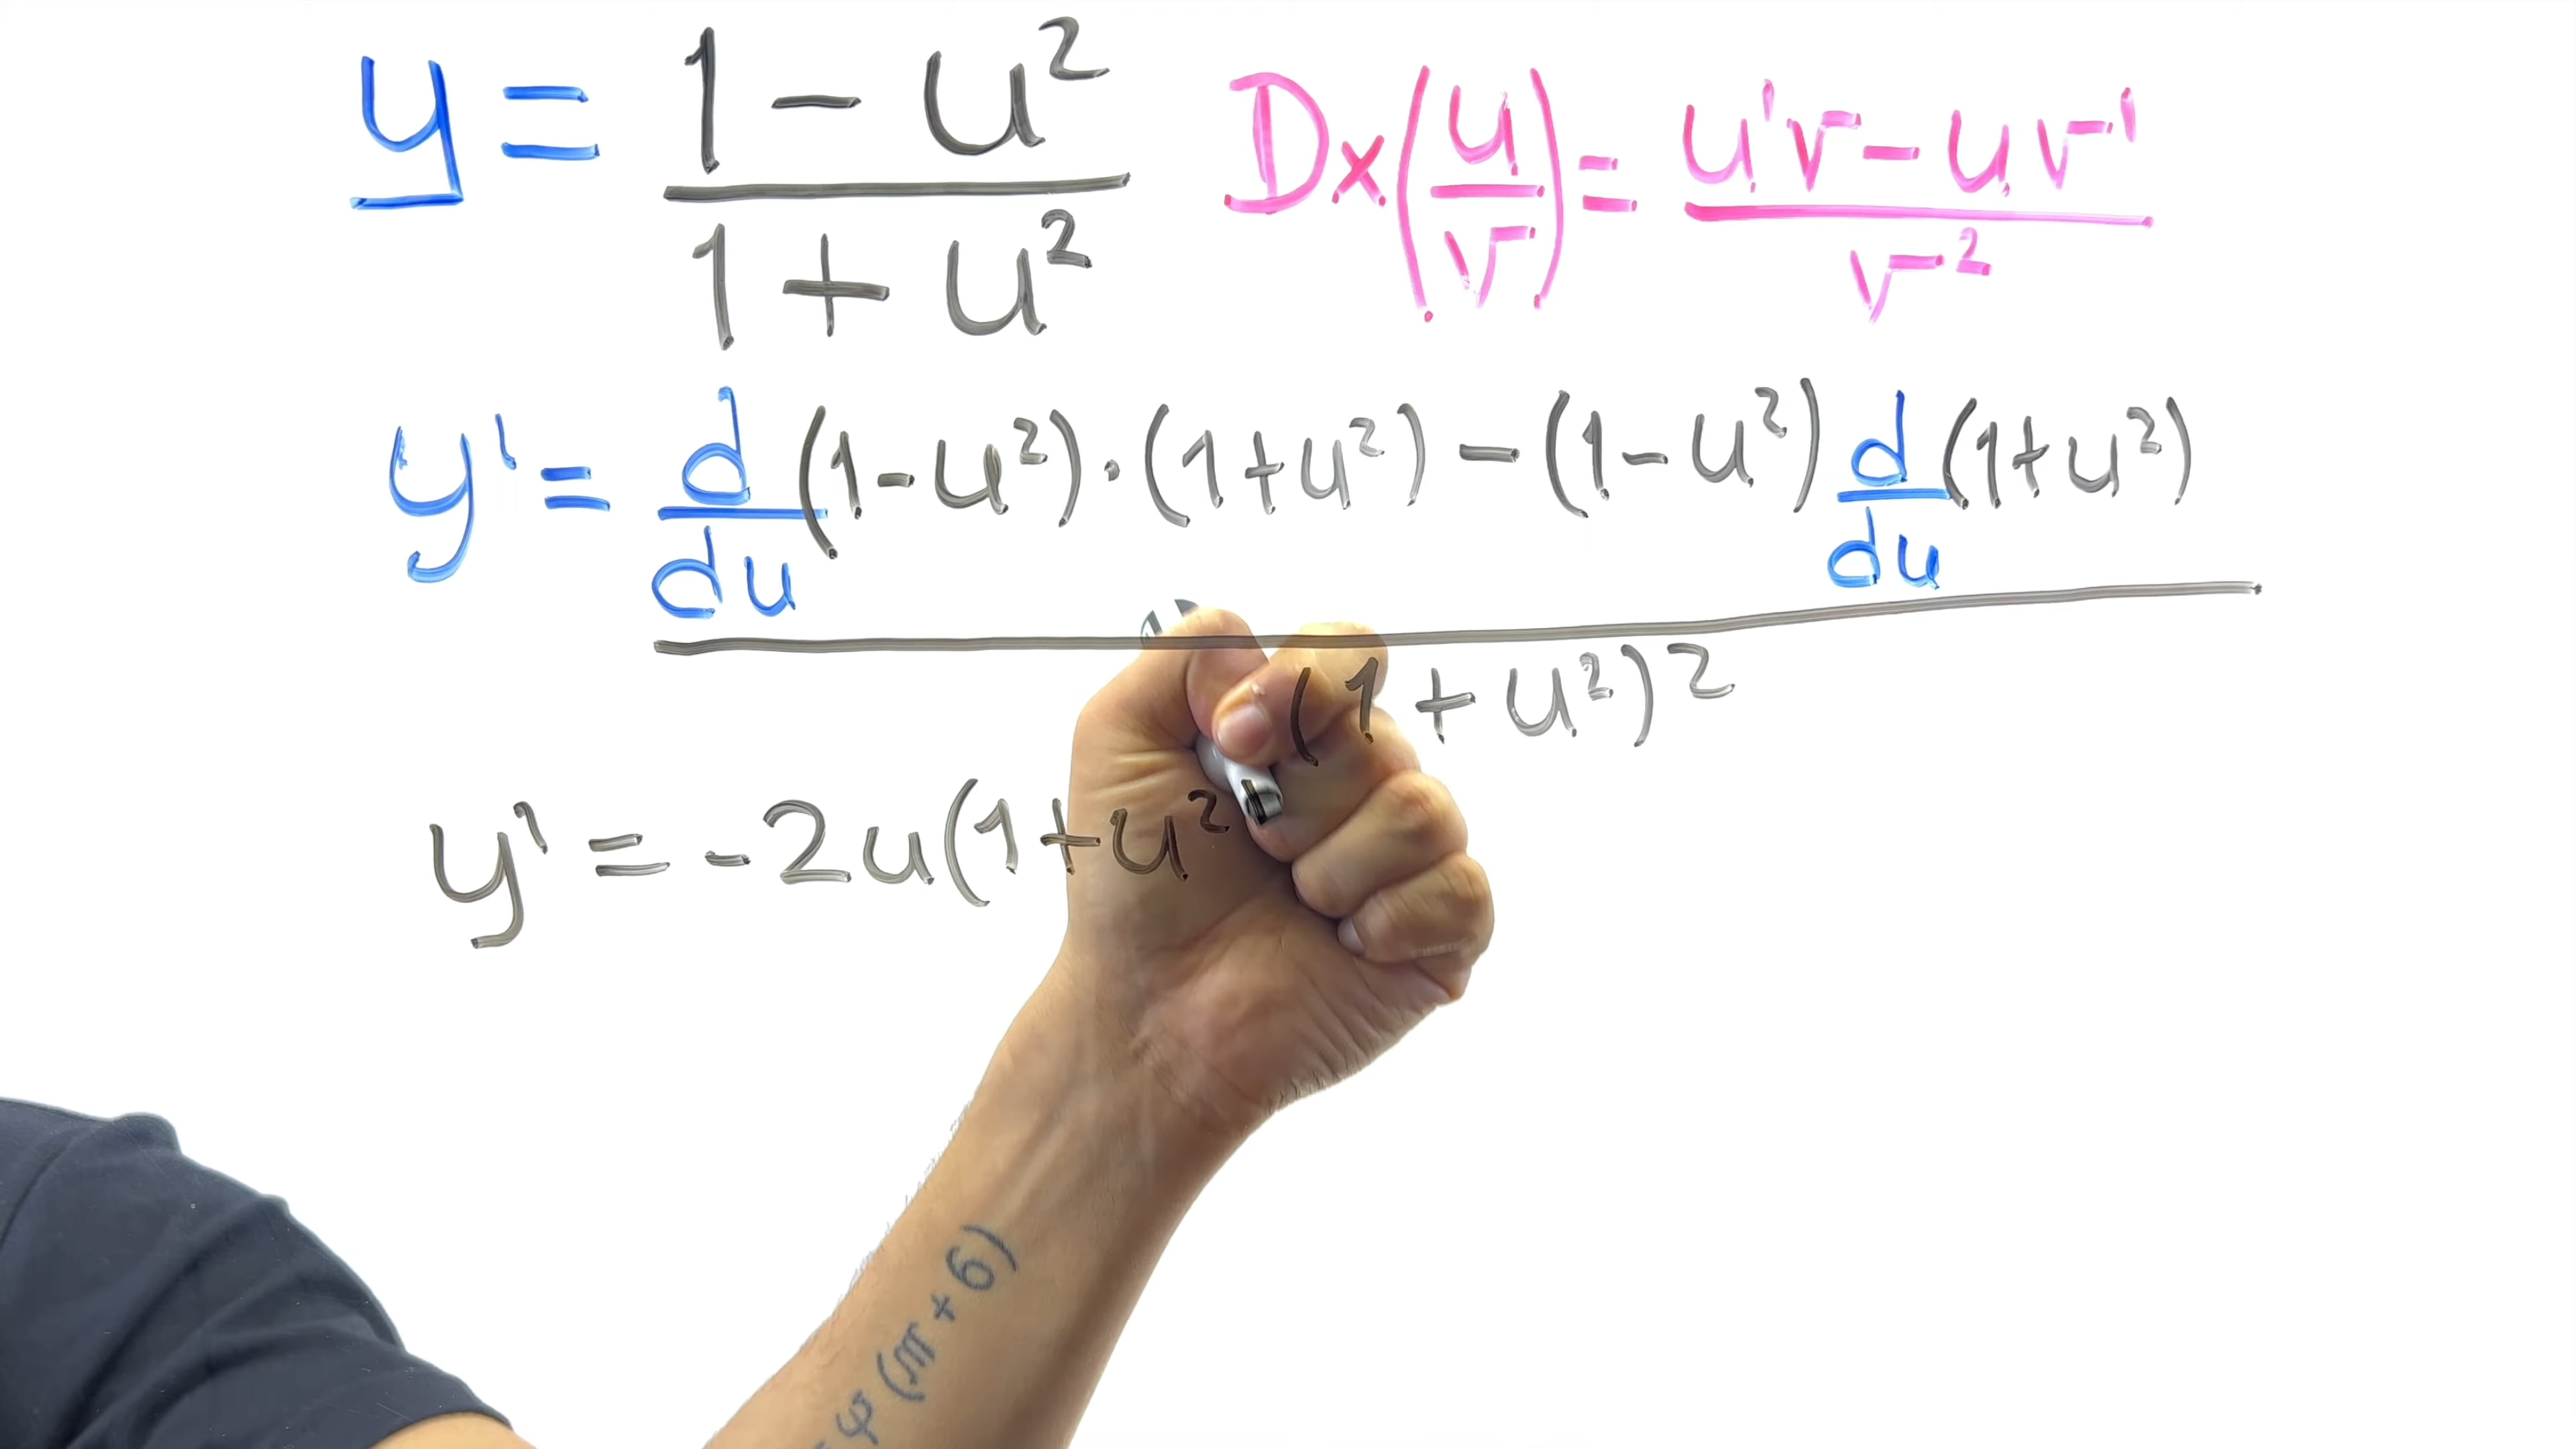 y = (1 - u²)/(1 + u²)
Dx(u/v) = (u'v - uv')/v²
y' = (d/du (1-u²)·(1+u²) - (1-u²) d/du (1+u²))/(1+u²)²
y' = -2u(1+u²
φ(π+6)